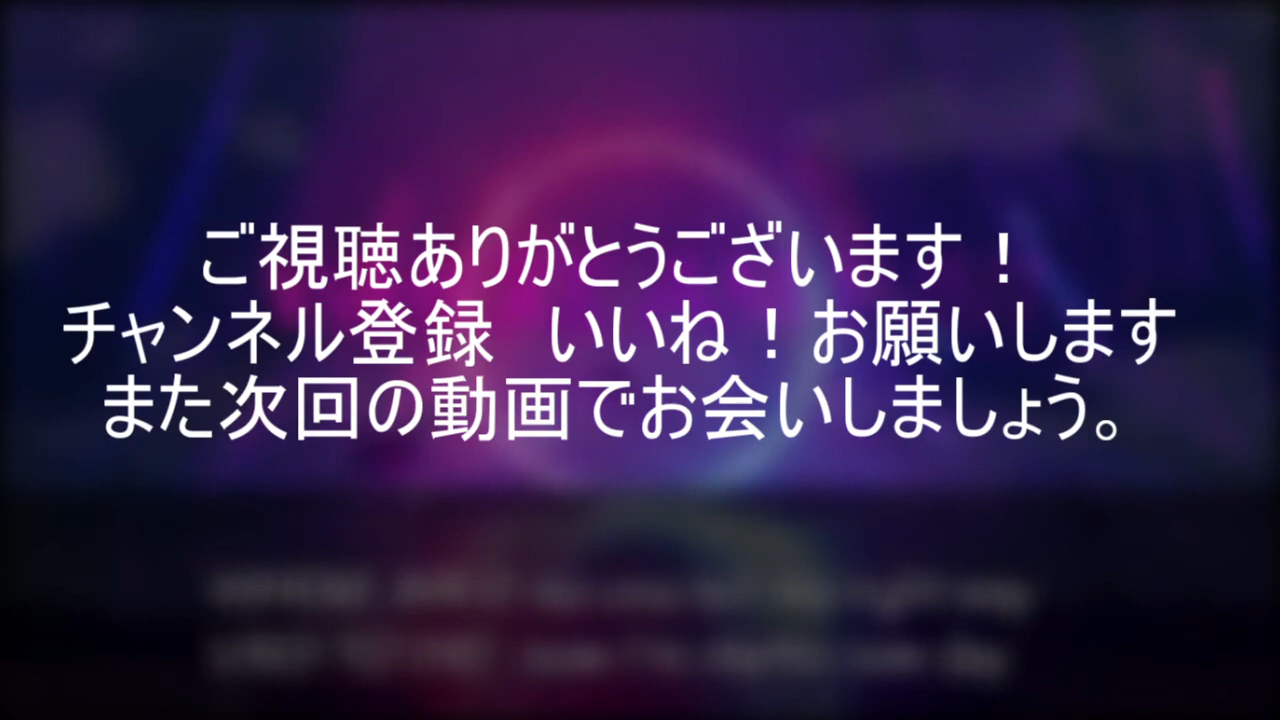 ご視聴ありがとうございます！
チャンネル登録　いいね！お願いします
また次回の動画でお会いしましょう。